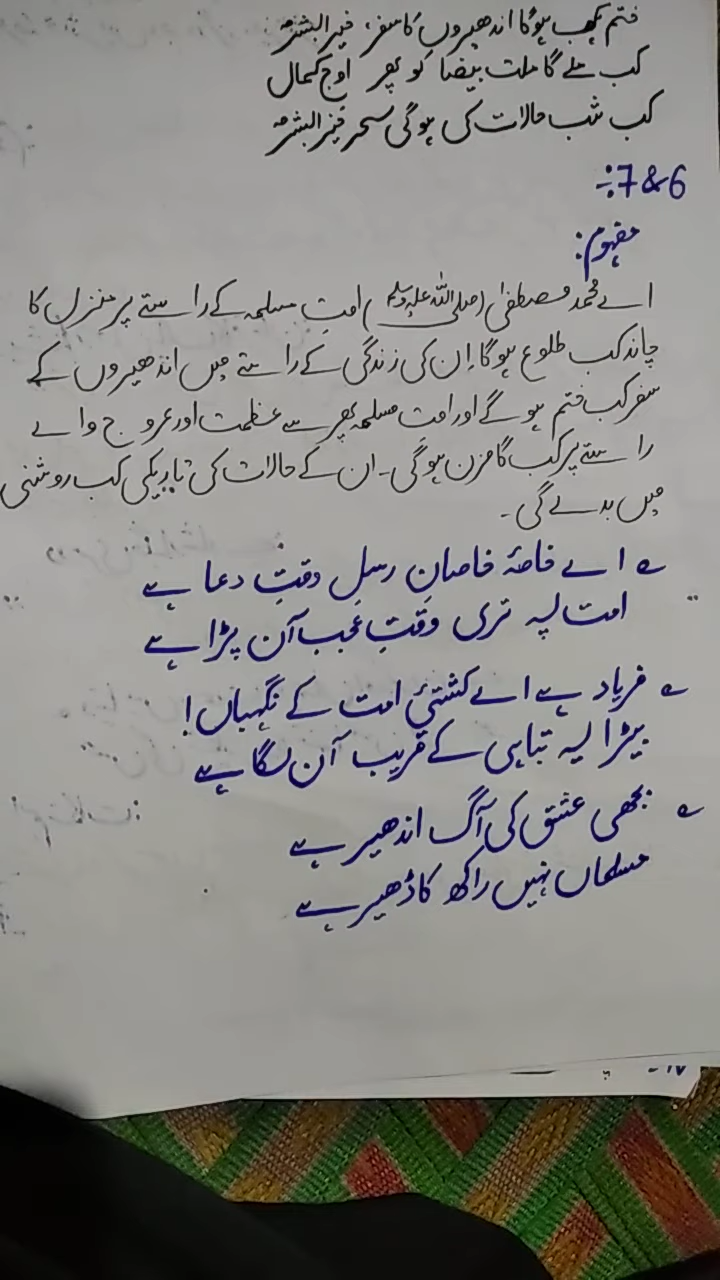 ختم کب ہوگا اندھیروں کا سفر، خیر البشرؐ
کب ملے گا ملت بیضا کو پھر اوج کمال
کب شب حالات کی ہوگی سحر خیر البشرؐ
6&7:-
مفہوم:
اے محمد مصطفیٰ (صلی اللہ علیہ وسلم) امتِ مسلمہ کے راستے پر منزل کا
چاند کب طلوع ہوگا۔ اِن کی زندگی کے راستے میں اندھیروں کے
سفر کب ختم ہو گے اور امت مسلمہ پھر سے عظمت اور عروج والے
راستے پر کب گامزن ہوگی۔ ان کے حالات کی تاریکی کب روشنی
میں بدلے گی۔
؎ اے خاصۂ خاصانِ رسل وقتِ دعا ہے
امت پہ تری وقتِ عجب آن پڑا ہے
؎ فریاد ہے اے کشتیِٔ امت کے نگہباں!
بیڑا یہ تباہی کے قریب آن لگا ہے
؎ بجھی عشق کی آگ اندھیر ہے
مسلماں نہیں راکھ کا ڈھیر ہے